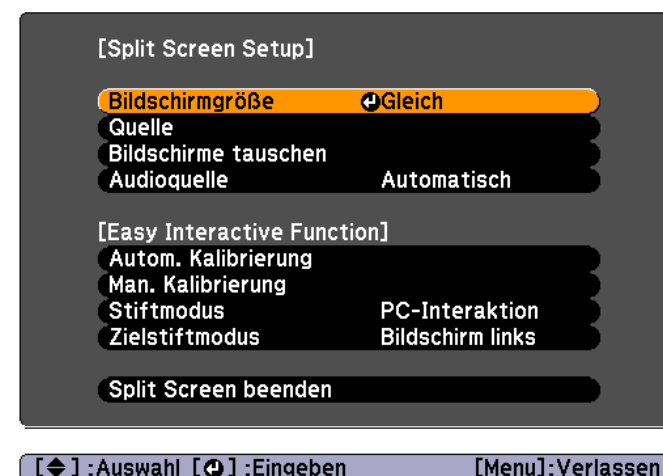 [Split Screen Setup]
Bildschirmgröße Gleich
Quelle
Bildschirme tauschen
Audioquelle Automatisch
[Easy Interactive Function]
Autom. Kalibrierung
Man. Kalibrierung
Stiftmodus PC-Interaktion
Zielstiftmodus Bildschirm links
Split Screen beenden
[ ] :Auswahl [ ] :Eingeben [Menu]:Verlassen